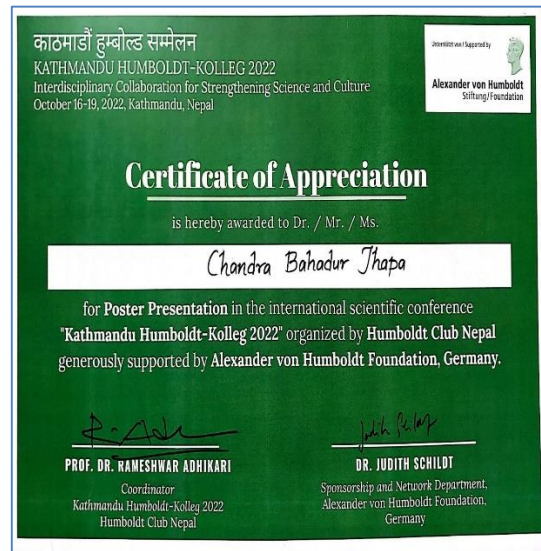 काठमाडौं हुम्बोल्ड सम्मेलन
KATHMANDU HUMBOLDT-KOLLEG 2022
Interdisciplinary Collaboration for Strengthening Science and Culture
October 16-19, 2022, Kathmandu, Nepal
Unterstützt von / Supported by
Alexander von Humboldt
Stiftung/Foundation
Certificate of Appreciation
is hereby awarded to Dr. / Mr. / Ms.
Chandra Bahadur Thapa
for Poster Presentation in the international scientific conference
"Kathmandu Humboldt-Kolleg 2022" organized by Humboldt Club Nepal
generously supported by Alexander von Humboldt Foundation, Germany.
PROF. DR. RAMESHWAR ADHIKARI
Coordinator
Kathmandu Humboldt-Kolleg 2022
Humboldt Club Nepal
DR. JUDITH SCHILDT
Sponsorship and Network Department,
Alexander von Humboldt Foundation,
Germany